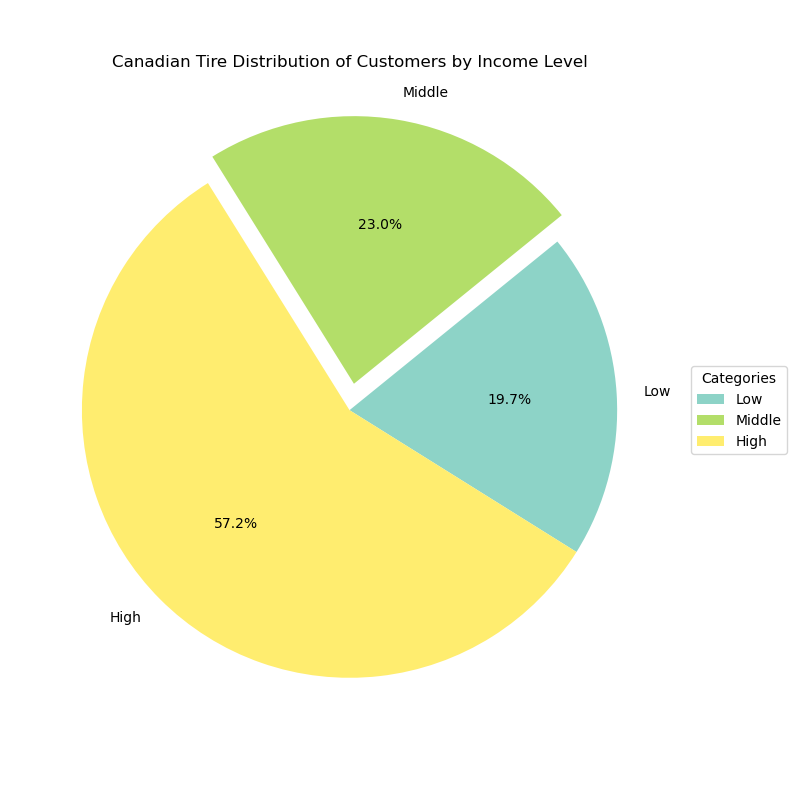 Canadian Tire Distribution of Customers by Income Level
Middle
23.0%
Low
19.7%
Categories
Low
Middle
High
57.2%
High